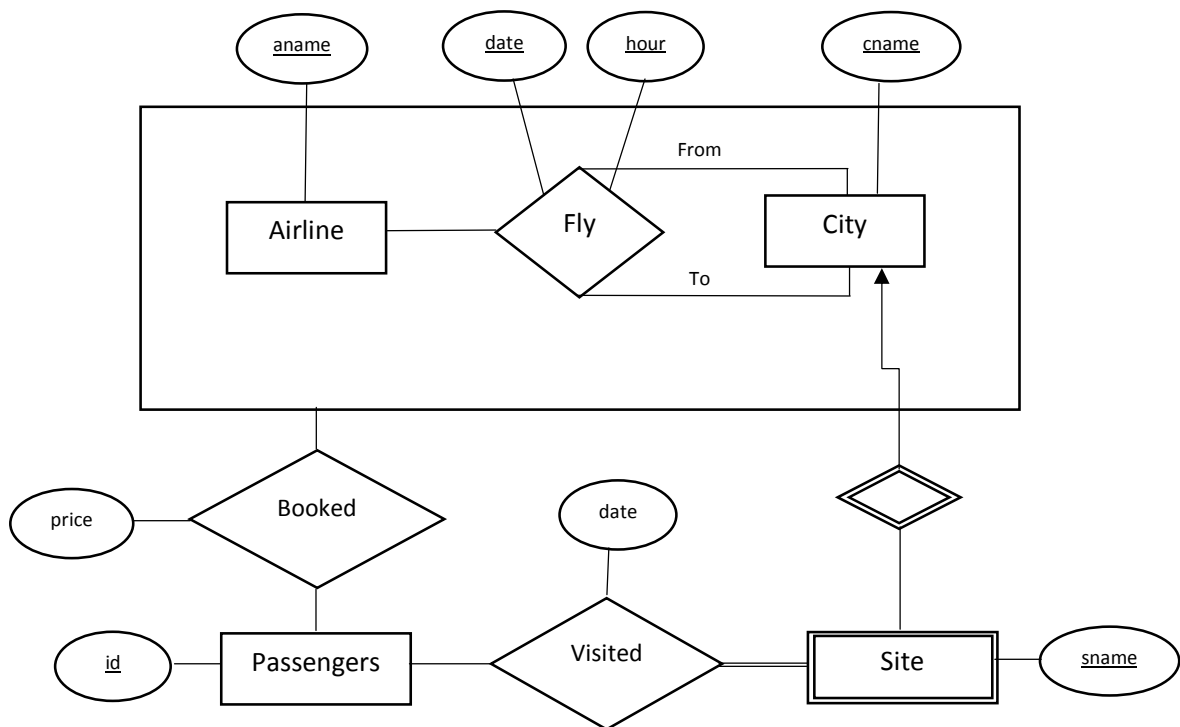 aname
date
hour
cname
From
Airline
Fly
City
To
Booked
price
date
id
Passengers
Visited
Site
sname